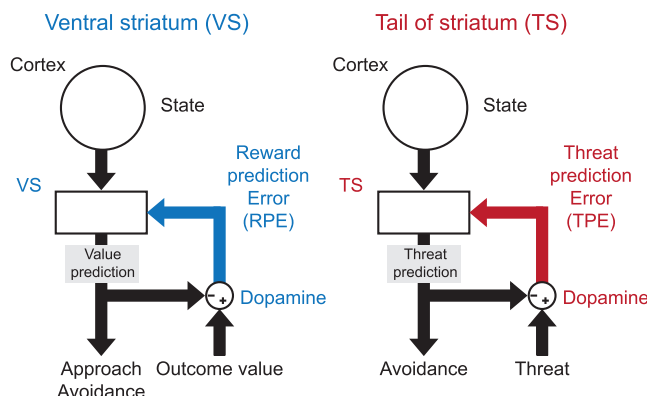 Ventral striatum (VS)
Cortex
State
VS
Reward
prediction
Error
(RPE)
Value
prediction
- +
Dopamine
Approach
Avoidance
Outcome value
Tail of striatum (TS)
Cortex
State
TS
Threat
prediction
Error
(TPE)
Threat
prediction
- +
Dopamine
Avoidance
Threat